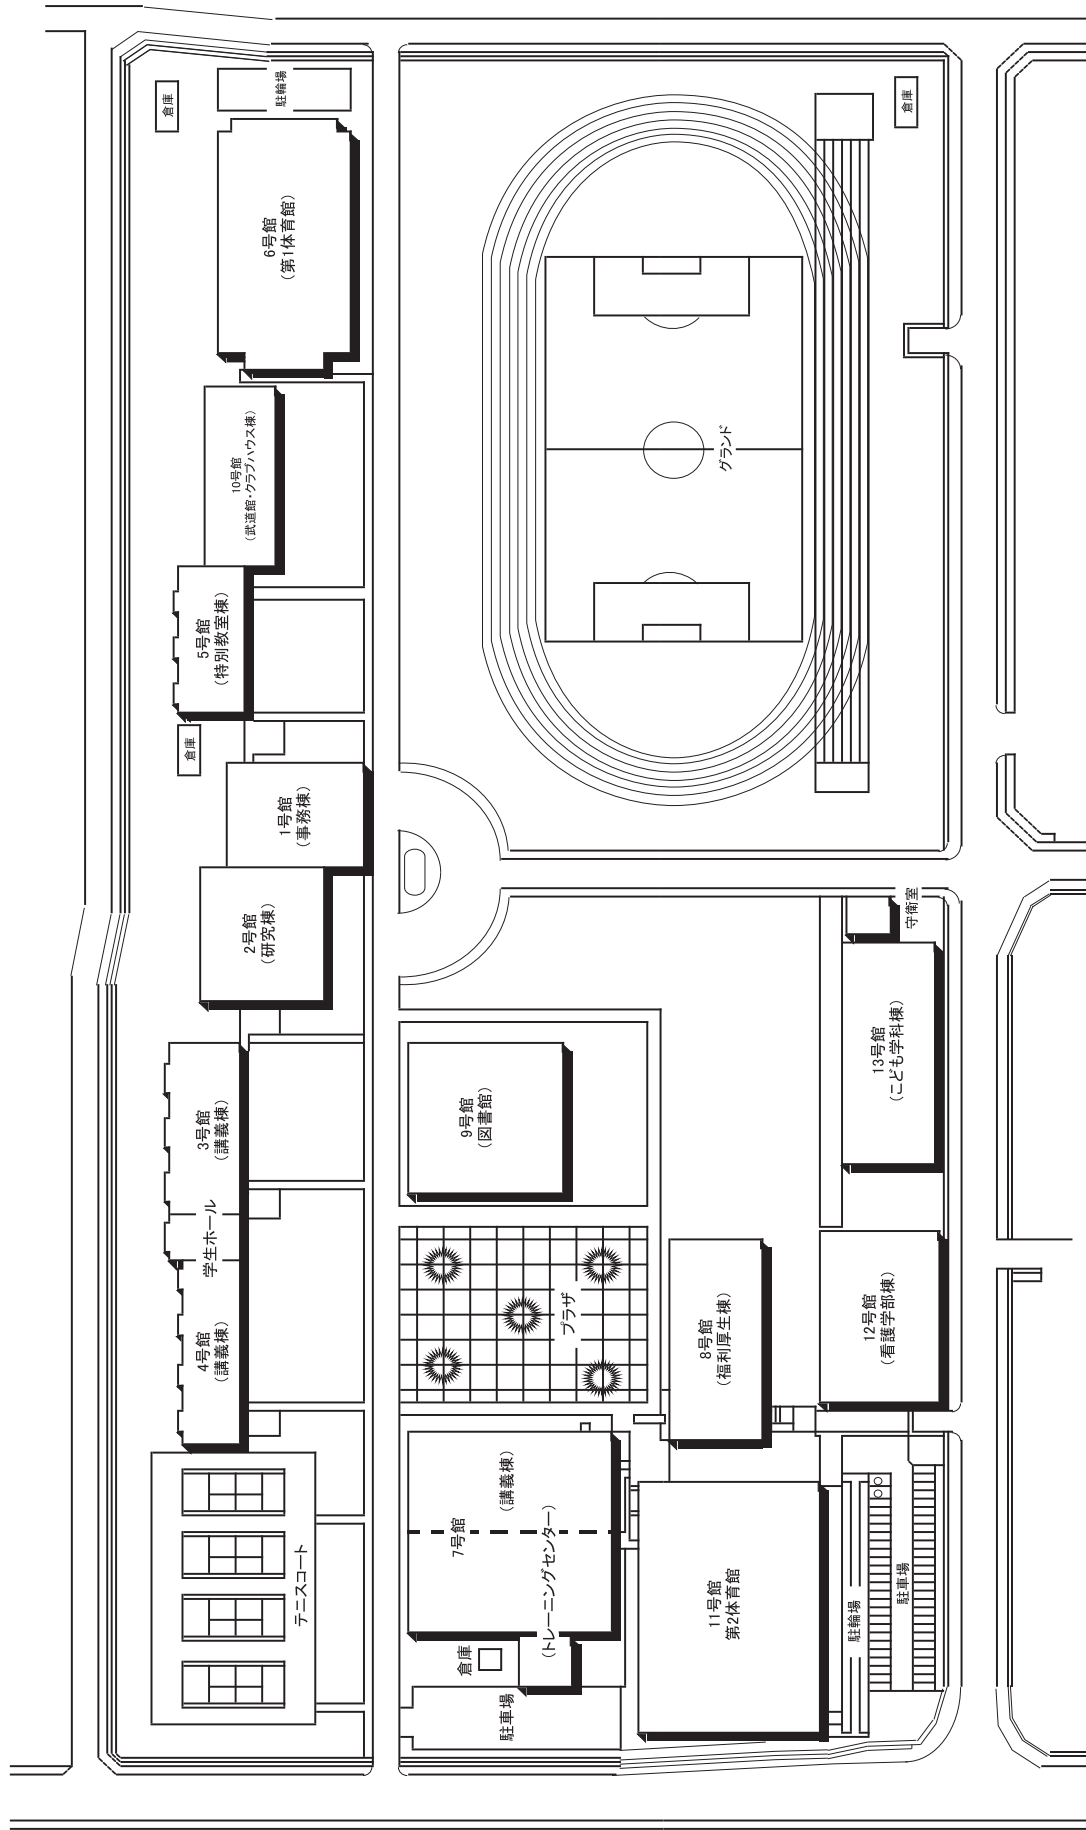 倉庫
駐輪場
6号館
（第1体育館）
倉庫
10号館
（武道館・クラブハウス棟）
グランド
5号館
（特別教室棟）
倉庫
1号館
（事務棟）
2号館
（研究棟）
守衛室
3号館
（講義棟）
9号館
（図書館）
13号館
（こども学科棟）
学生ホール
4号館
（講義棟）
プラザ
8号館
（福利厚生棟）
12号館
（看護学部棟）
テニスコート
7号館
（講義棟）
（トレーニングセンター）
倉庫
駐車場
11号館
第2体育館
駐輪場
駐車場